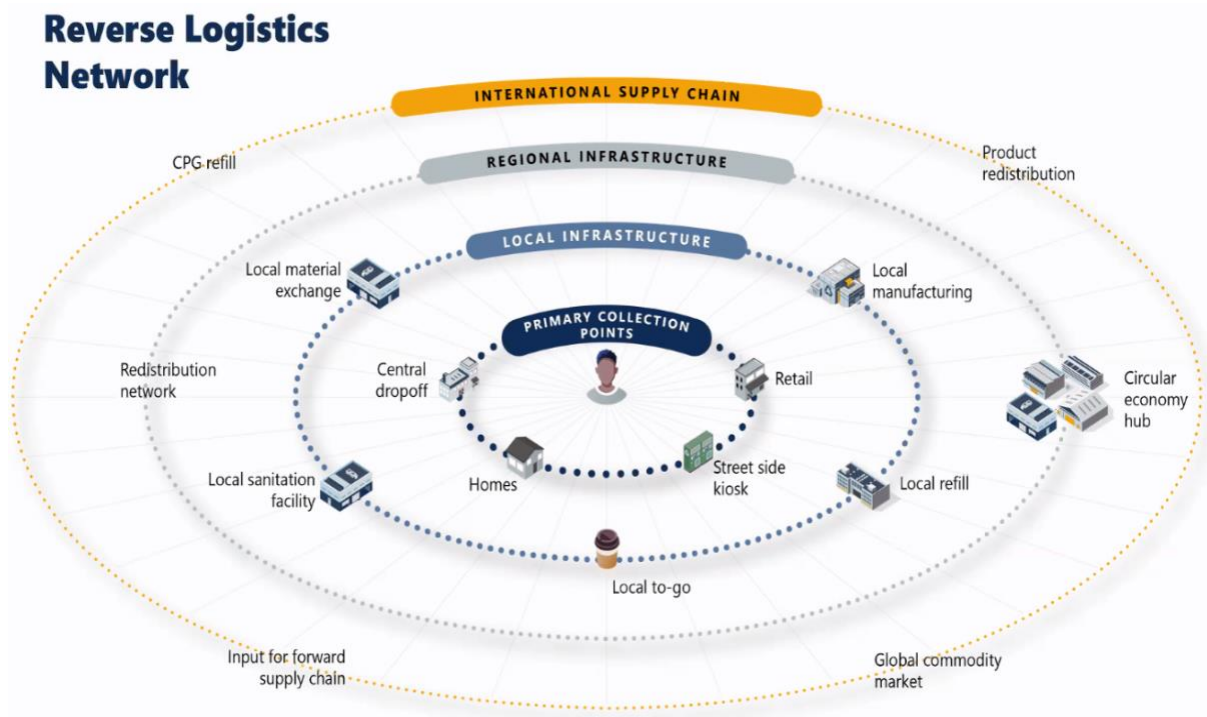 Reverse Logistics
Network
INTERNATIONAL SUPPLY CHAIN
CPG refill
Product
redistribution
REGIONAL INFRASTRUCTURE
LOCAL INFRASTRUCTURE
Local material
exchange
Local
manufacturing
PRIMARY COLLECTION
POINTS
Redistribution
network
Central
dropoff
Retail
Circular
economy
hub
Local sanitation
facility
Homes
Street side
kiosk
Local refill
Local to-go
Input for forward
supply chain
Global commodity
market